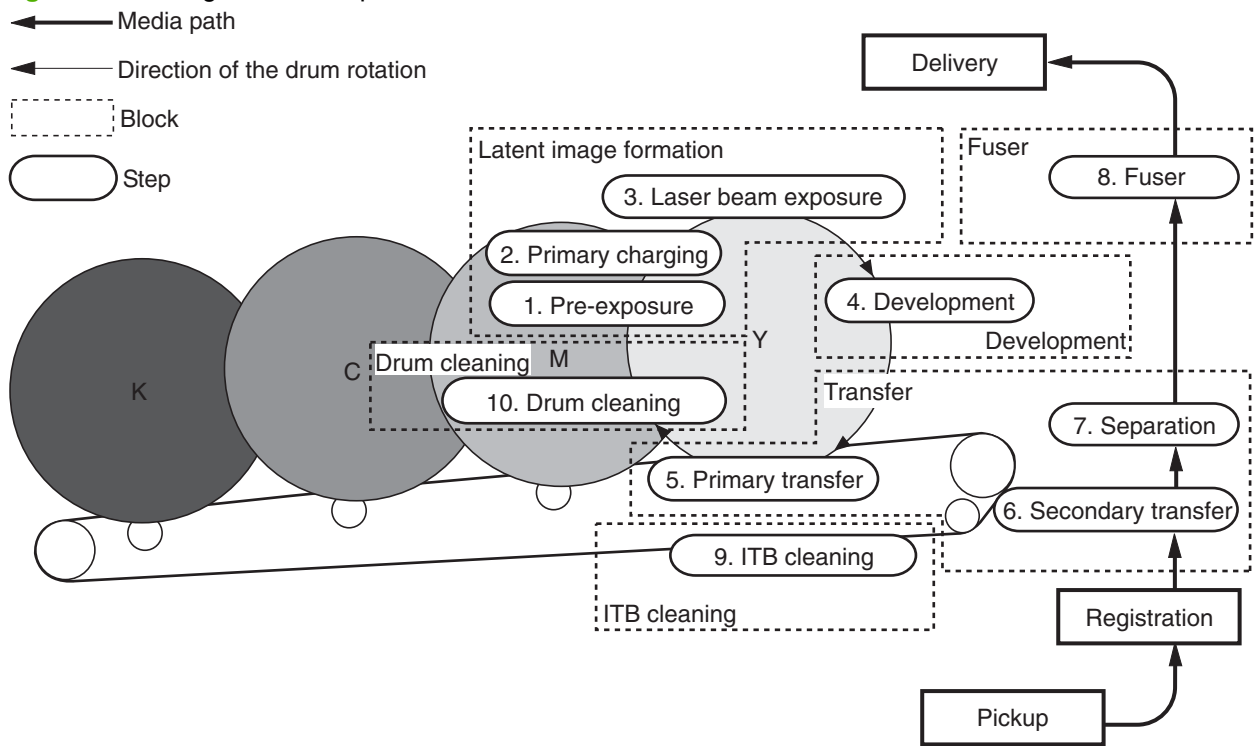 Media path
Direction of the drum rotation
Block
Step
Delivery
Latent image formation
Fuser
3. Laser beam exposure
8. Fuser
2. Primary charging
1. Pre-exposure
4. Development
Development
Y
M
C
K
Drum cleaning
10. Drum cleaning
Transfer
7. Separation
5. Primary transfer
6. Secondary transfer
9. ITB cleaning
ITB cleaning
Registration
Pickup